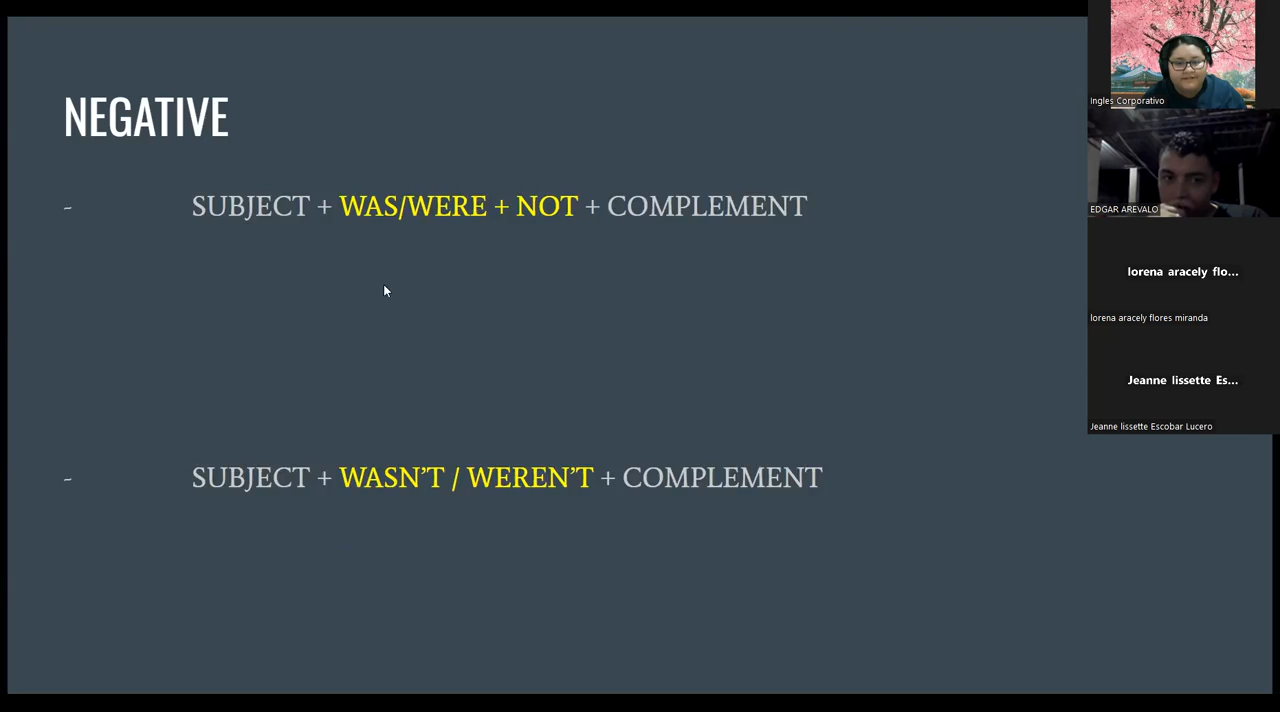 NEGATIVE
- SUBJECT + WAS/WERE + NOT + COMPLEMENT
- SUBJECT + WASN'T / WEREN'T + COMPLEMENT
Ingles Corporativo
EDGAR AREVALO
lorena aracely flo...
lorena aracely flores miranda
Jeanne lissette Es...
Jeanne lissette Escobar Lucero